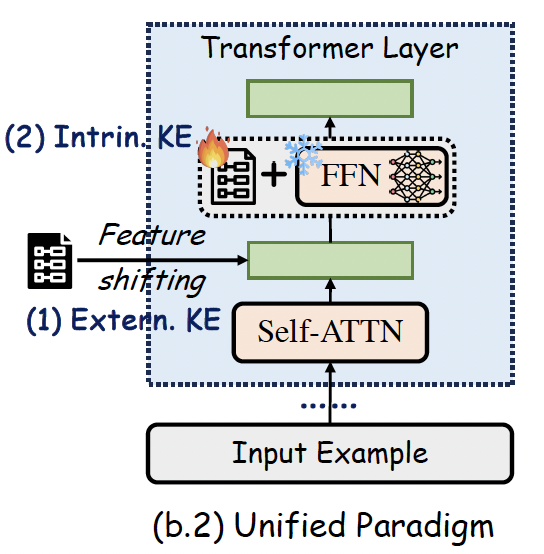 Transformer Layer
(2) Intrin. KE
FFN
Feature
shifting
(1) Extern. KE
Self-ATTN
Input Example
(b.2) Unified Paradigm